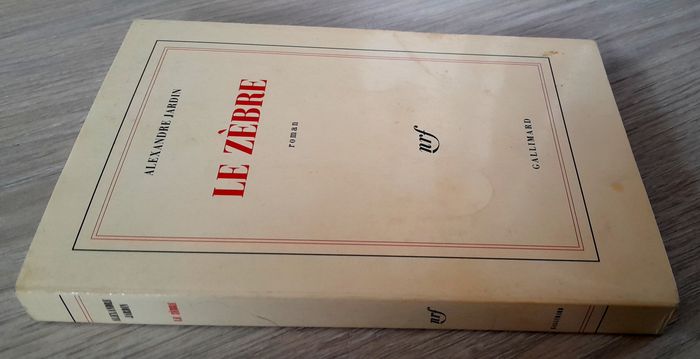 ALEXANDRE JARDIN
LE ZÈBRE
roman
nrf
GALLIMARD
ALEXANDRE
JARDIN
LE ZÈBRE
nrf
GALLIMARD